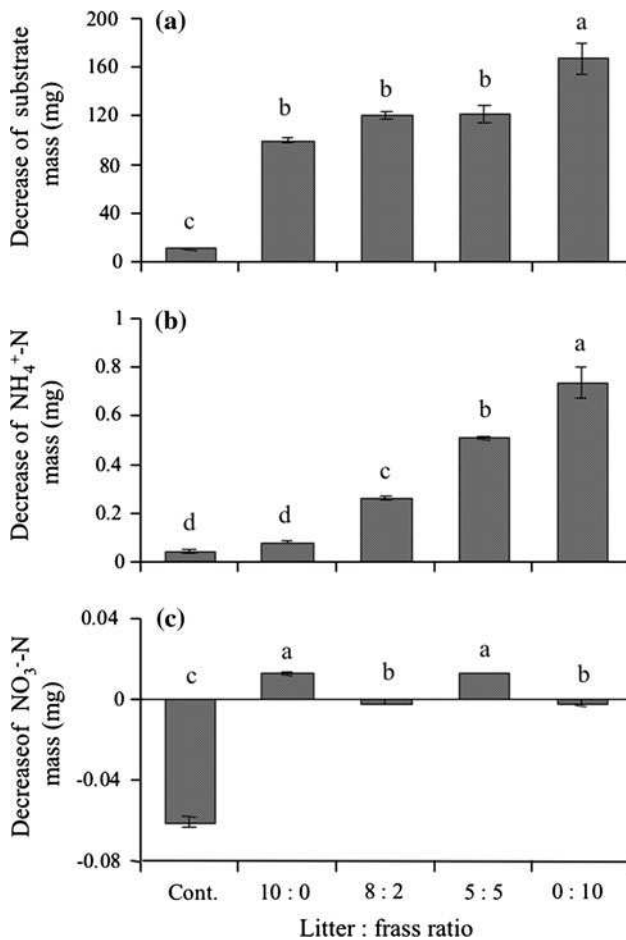 (a)
Decrease of substrate
mass (mg)
200
160
120
80
40
0
c
b
b
b
a
(b)
Decrease of NH₄⁺-N
mass (mg)
1
0.8
0.6
0.4
0.2
0
d
d
c
b
a
(c)
Decreaseof NO₃⁻-N
mass (mg)
0.04
0
-0.04
-0.08
c
a
b
a
b
Cont. 10 : 0 8 : 2 5 : 5 0 : 10
Litter : frass ratio